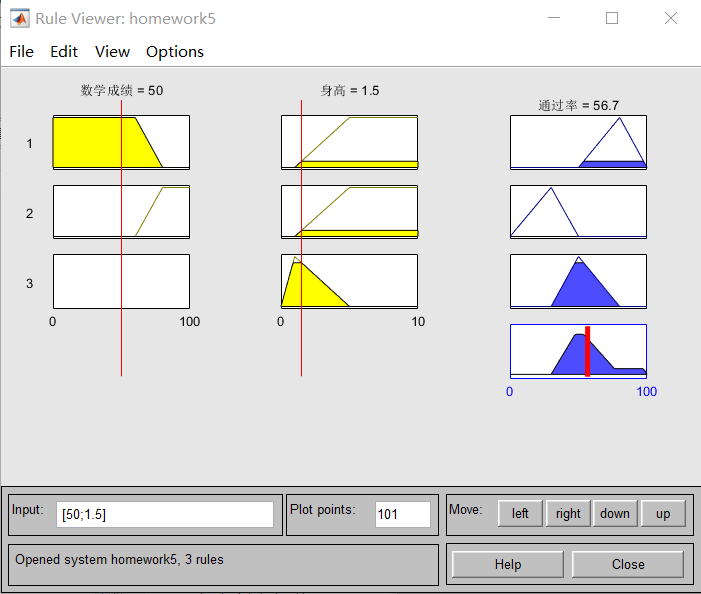 Rule Viewer: homework5
File Edit View Options
数学成绩 = 50
身高 = 1.5
通过率 = 56.7
1
2
3
0 100
0 10
0 100
Input: [50;1.5]
Plot points: 101
Move: left right down up
Opened system homework5, 3 rules
Help Close